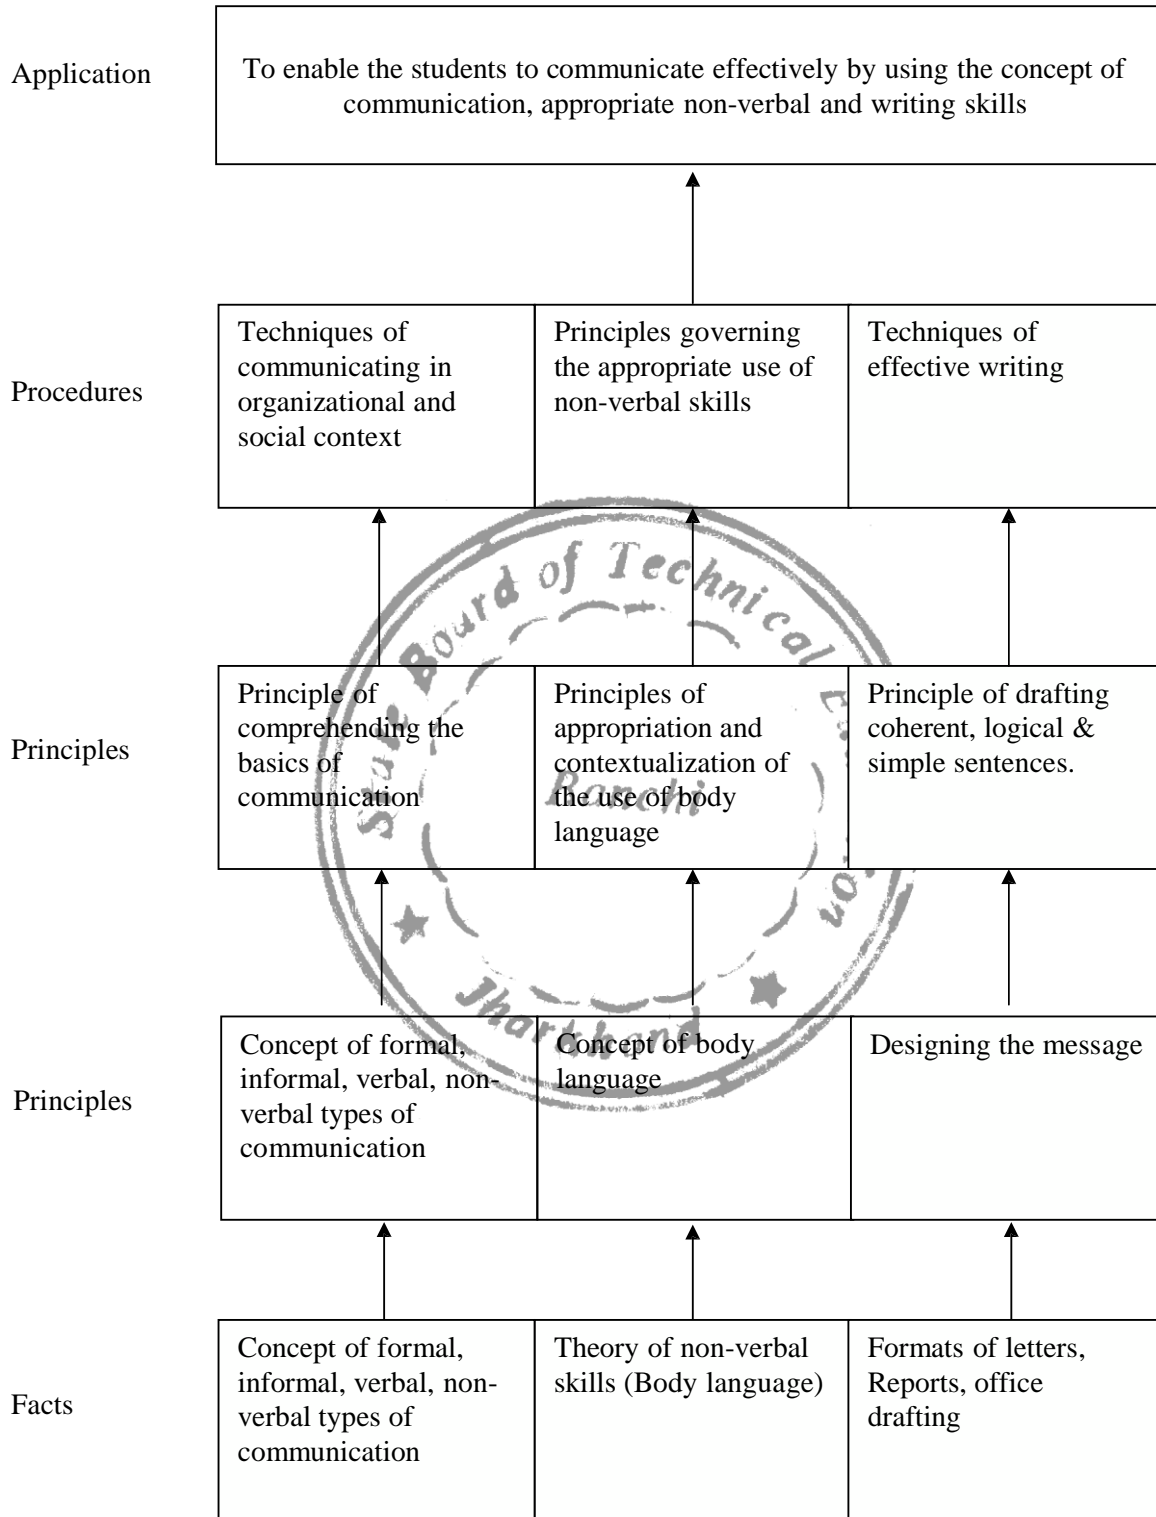 Application
To enable the students to communicate effectively by using the concept of
communication, appropriate non-verbal and writing skills
Procedures
Techniques of
communicating in
organizational and
social context
Principles governing
the appropriate use of
non-verbal skills
Techniques of
effective writing
Principles
Principle of
comprehending the
basics of
communication
Principles of
appropriation and
contextualization of
the use of body
language
Principle of drafting
coherent, logical &
simple sentences.
State Board of Technical
Ranchi
Jharkhand
Principles
Concept of formal,
informal, verbal, non-
verbal types of
communication
Concept of body
language
Designing the message
Facts
Concept of formal,
informal, verbal, non-
verbal types of
communication
Theory of non-verbal
skills (Body language)
Formats of letters,
Reports, office
drafting